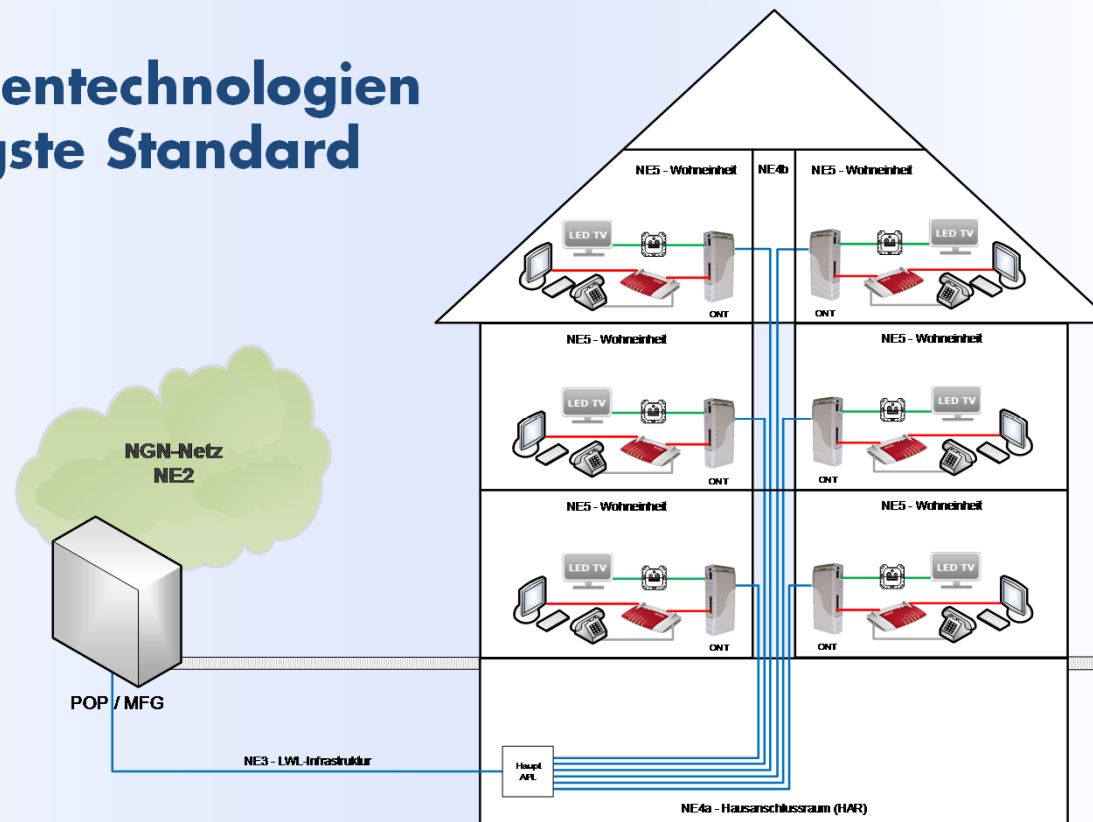 entechnologien
gste Standard
NE5 - Wohneinheit
NE4b
NE5 - Wohneinheit
LED TV
LED TV
ONT
ONT
NE5 - Wohneinheit
NE5 - Wohneinheit
LED TV
LED TV
ONT
ONT
NE5 - Wohneinheit
NE5 - Wohneinheit
LED TV
LED TV
ONT
ONT
NGN-Netz
NE2
POP / MFG
NE3 - LWL-Infrastruktur
Haupt
APL
NE4a - Hausanschlussraum (HAR)